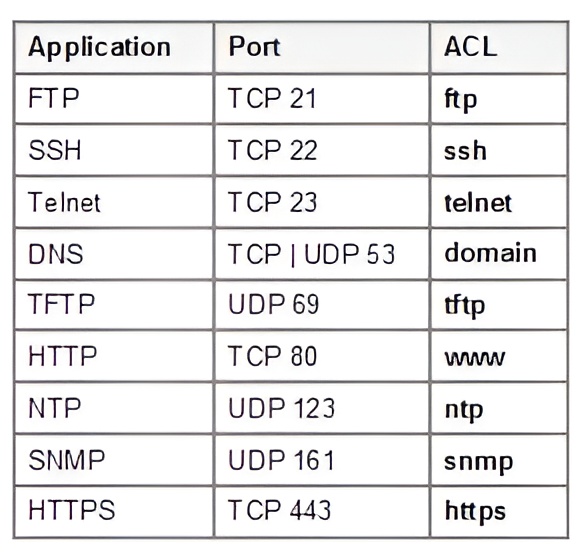 Application Port ACL
FTP TCP 21 ftp
SSH TCP 22 ssh
Telnet TCP 23 telnet
DNS TCP | UDP 53 domain
TFTP UDP 69 tftp
HTTP TCP 80 www
NTP UDP 123 ntp
SNMP UDP 161 snmp
HTTPS TCP 443 https